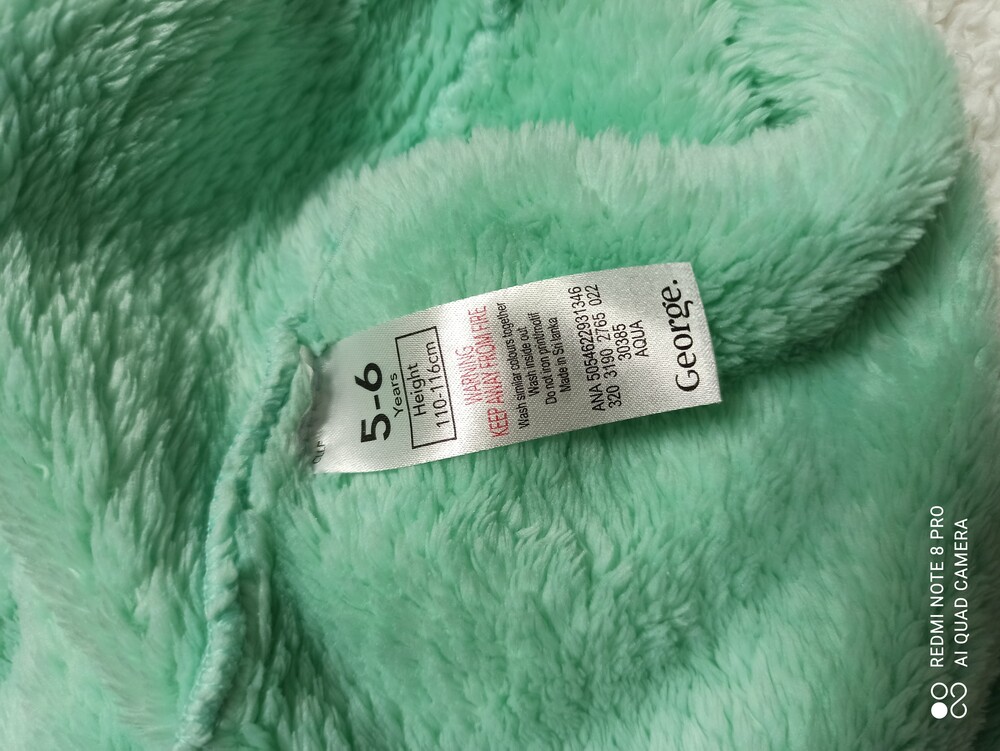 5-6
Years
Height
110-116cm
WARNING
KEEP AWAY FROM FIRE
Wash similar colours together
Wash inside out
Do not iron print/motif
Made in Sri lanka
ANA 5054622931346
320 3190 2765 022
30385
AQUA
George.
REDMI NOTE 8 PRO
AI QUAD CAMERA